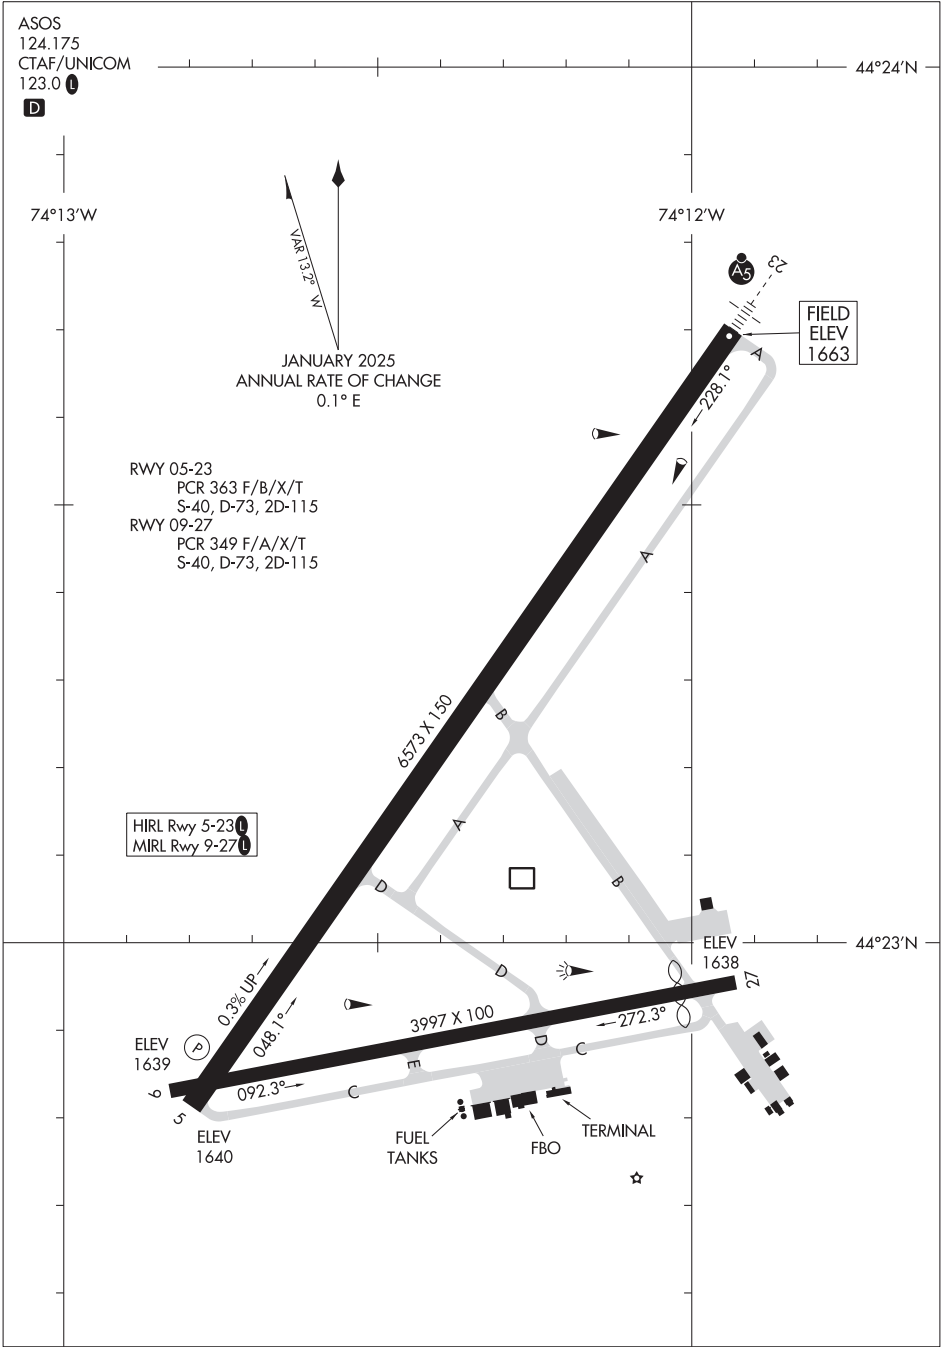 ASOS
124.175
CTAF/UNICOM
123.0 L
D
44°24'N
74°13'W
74°12'W
VAR 13.2° W
JANUARY 2025
ANNUAL RATE OF CHANGE
0.1° E
A5
23
FIELD
ELEV
1663
A
228.1°
RWY 05-23
PCR 363 F/B/X/T
S-40, D-73, 2D-115
RWY 09-27
PCR 349 F/A/X/T
S-40, D-73, 2D-115
A
B
6573 X 150
HIRL Rwy 5-23 L
MIRL Rwy 9-27 L
A
D
B
44°23'N
ELEV
1638
D
27
0.3% UP
048.1°
3997 X 100
272.3°
ELEV
1639
P
D
C
E
9
092.3°
C
5
ELEV
1640
FUEL
TANKS
FBO
TERMINAL